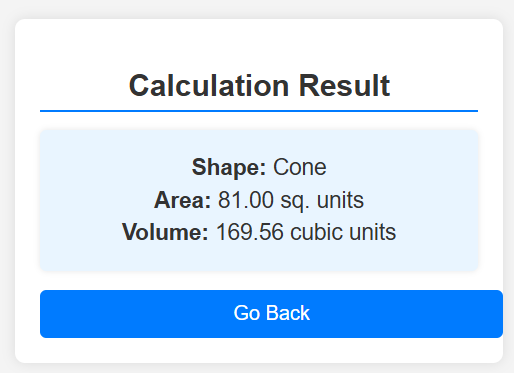 Calculation Result
Shape: Cone
Area: 81.00 sq. units
Volume: 169.56 cubic units
Go Back